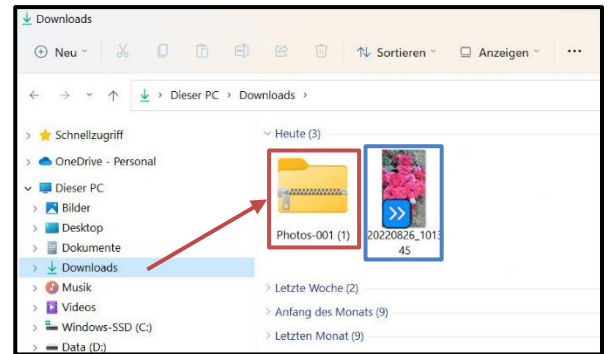 Downloads
Neu
Sortieren
Anzeigen
Dieser PC > Downloads >
Schnellzugriff
OneDrive - Personal
Dieser PC
Bilder
Desktop
Dokumente
Downloads
Musik
Videos
Windows-SSD (C:)
Data (D:)
Heute (3)
Photos-001 (1)
20220826_1013
45
Letzte Woche (2)
Anfang des Monats (9)
Letzten Monat (9)